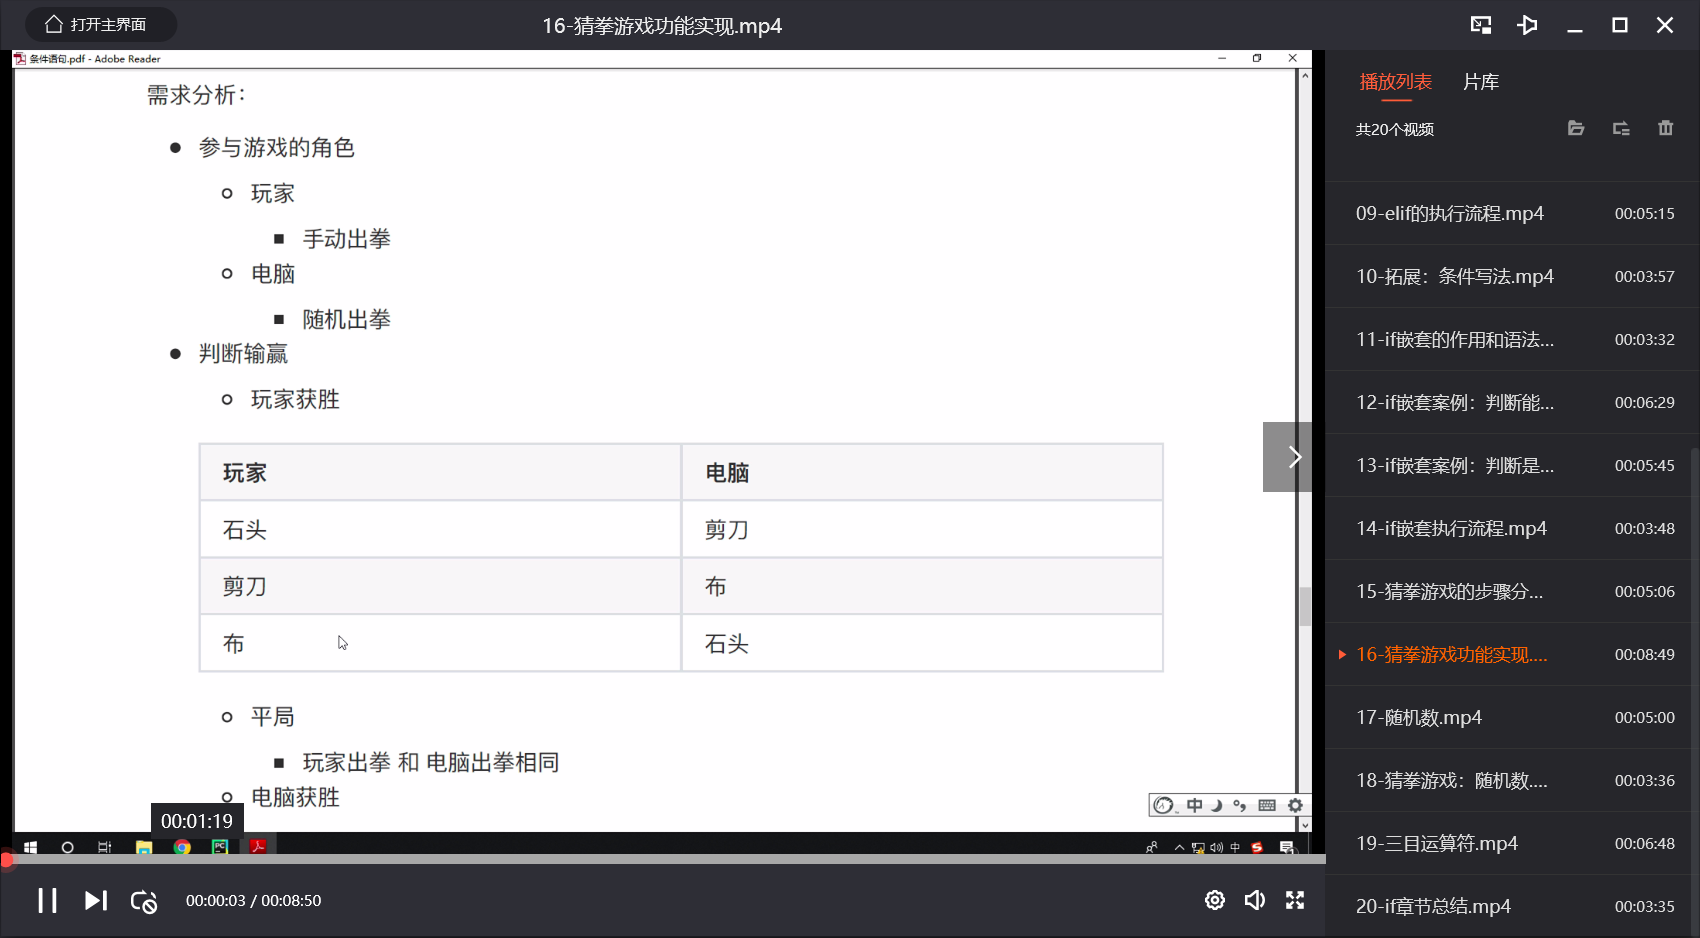 打开主界面
16-猜拳游戏功能实现.mp4
条件语句.pdf - Adobe Reader
需求分析：
参与游戏的角色
玩家
手动出拳
电脑
随机出拳
判断输赢
玩家获胜
玩家 电脑
石头 剪刀
剪刀 布
布 石头
平局
玩家出拳 和 电脑出拳相同
电脑获胜
中
00:01:19
中
00:00:03 / 00:08:50
播放列表 片库
共20个视频
09-elif的执行流程.mp4 00:05:15
10-拓展：条件写法.mp4 00:03:57
11-if嵌套的作用和语法... 00:03:32
12-if嵌套案例：判断能... 00:06:29
13-if嵌套案例：判断是... 00:05:45
14-if嵌套执行流程.mp4 00:03:48
15-猜拳游戏的步骤分... 00:05:06
16-猜拳游戏功能实现.... 00:08:49
17-随机数.mp4 00:05:00
18-猜拳游戏：随机数.... 00:03:36
19-三目运算符.mp4 00:06:48
20-if章节总结.mp4 00:03:35